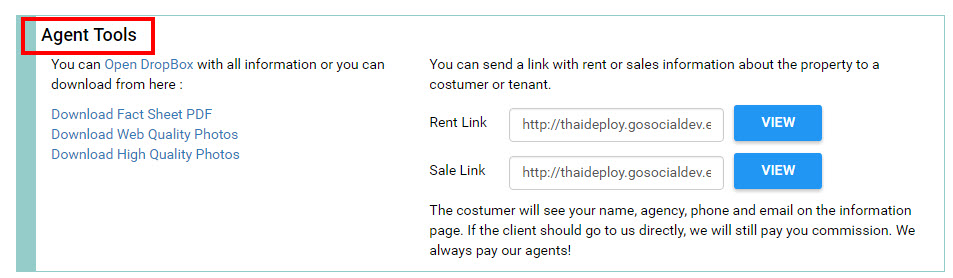 Agent Tools
You can Open DropBox with all information or you can
download from here :
Download Fact Sheet PDF
Download Web Quality Photos
Download High Quality Photos
You can send a link with rent or sales information about the property to a
costumer or tenant.
Rent Link http://thaideploy.gosocialdev.e VIEW
Sale Link http://thaideploy.gosocialdev.e VIEW
The costumer will see your name, agency, phone and email on the information
page. If the client should go to us directly, we will still pay you commission. We
always pay our agents!